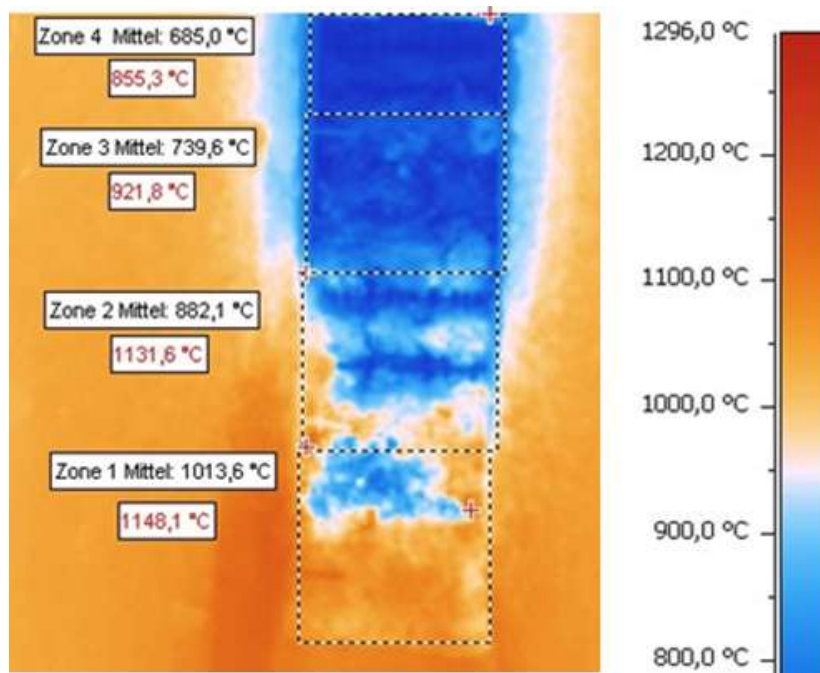 Zone 4 Mittel: 685,0 °C
855,3 °C
Zone 3 Mittel: 739,6 °C
921,8 °C
Zone 2 Mittel: 882,1 °C
1131,6 °C
Zone 1 Mittel: 1013,6 °C
1148,1 °C
1296,0 °C
1200,0 °C
1100,0 °C
1000,0 °C
900,0 °C
800,0 °C